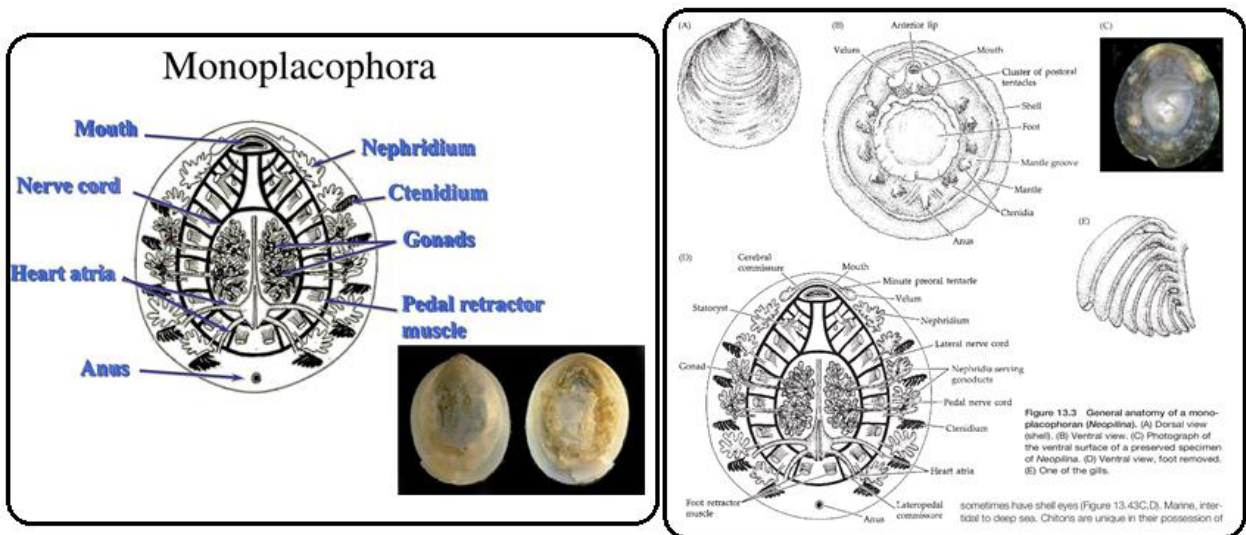 Monoplacophora
Mouth
Nephridium
Nerve cord
Ctenidium
Gonads
Heart atria
Pedal retractor
muscle
Anus
(A)
(B)
Anterior lip
(C)
Velum
Mouth
Cluster of postoral
tentacles
Shell
Foot
Mantle groove
Mantle
Ctenidia
Anus
(E)
(D)
Cerebral
commissure
Mouth
Minute preoral tentacle
Velum
Statocyst
Nephridium
Lateral nerve cord
Gonad
Nephridia serving
gonoducts
Pedal nerve cord
Ctenidium
Heart atria
Foot retractor
muscle
Lateropedal
commissure
Anus
Figure 13.3 General anatomy of a mono-
placophoran (Neopilina). (A) Dorsal view
(shell). (B) Ventral view. (C) Photograph of
the ventral surface of a preserved specimen
of Neopilina. (D) Ventral view, foot removed.
(E) One of the gills.
sometimes have shell eyes (Figure 13.43C,D). Marine, inter-
tidal to deep sea. Chitons are unique in their possession of